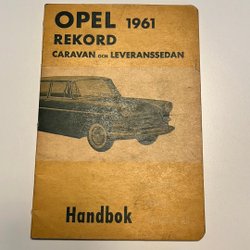 OPEL 1961
REKORD
CARAVAN OCH LEVERANSSEDAN
Handbok